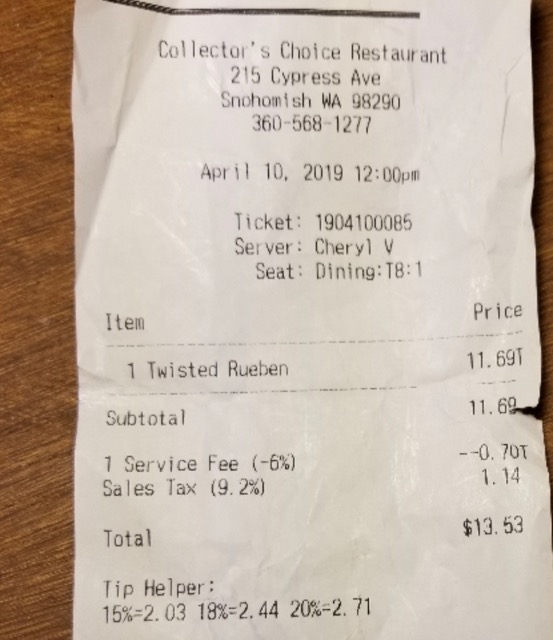 Collector's Choice Restaurant
215 Cypress Ave
Snohomish WA 98290
360-568-1277
April 10, 2019 12:00pm
Ticket: 1904100085
Server: Cheryl V
Seat: Dining:T8:1
Item Price
1 Twisted Rueben 11.69T
Subtotal 11.69
1 Service Fee (-6%) --0.70T
Sales Tax (9.2%) 1.14
Total $13.53
Tip Helper:
15%=2.03 18%=2.44 20%=2.71